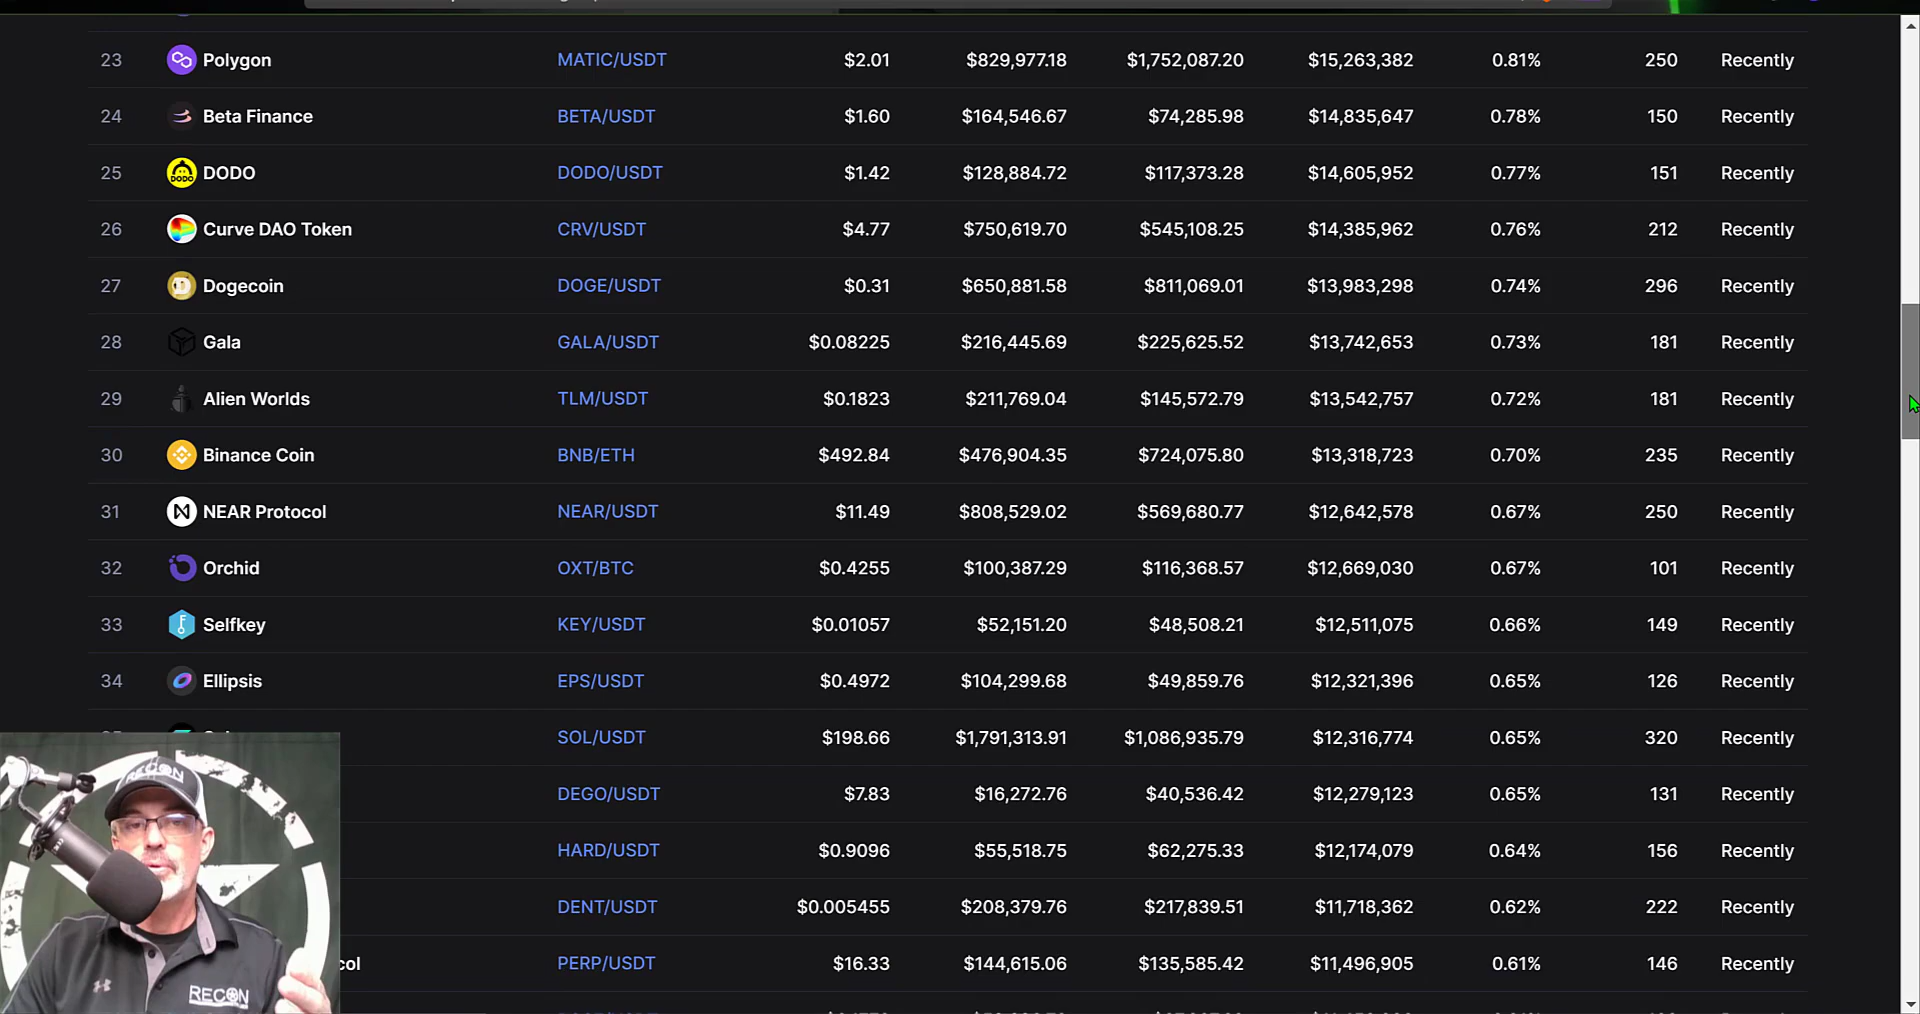 23 Polygon MATIC/USDT $2.01 $829,977.18 $1,752,087.20 $15,263,382 0.81% 250 Recently
24 Beta Finance BETA/USDT $1.60 $164,546.67 $74,285.98 $14,835,647 0.78% 150 Recently
25 DODO DODO/USDT $1.42 $128,884.72 $117,373.28 $14,605,952 0.77% 151 Recently
26 Curve DAO Token CRV/USDT $4.77 $750,619.70 $545,108.25 $14,385,962 0.76% 212 Recently
27 Dogecoin DOGE/USDT $0.31 $650,881.58 $811,069.01 $13,983,298 0.74% 296 Recently
28 Gala GALA/USDT $0.08225 $216,445.69 $225,625.52 $13,742,653 0.73% 181 Recently
29 Alien Worlds TLM/USDT $0.1823 $211,769.04 $145,572.79 $13,542,757 0.72% 181 Recently
30 Binance Coin BNB/ETH $492.84 $476,904.35 $724,075.80 $13,318,723 0.70% 235 Recently
31 NEAR Protocol NEAR/USDT $11.49 $808,529.02 $569,680.77 $12,642,578 0.67% 250 Recently
32 Orchid OXT/BTC $0.4255 $100,387.29 $116,368.57 $12,669,030 0.67% 101 Recently
33 Selfkey KEY/USDT $0.01057 $52,151.20 $48,508.21 $12,511,075 0.66% 149 Recently
34 Ellipsis EPS/USDT $0.4972 $104,299.68 $49,859.76 $12,321,396 0.65% 126 Recently
SOL/USDT $198.66 $1,791,313.91 $1,086,935.79 $12,316,774 0.65% 320 Recently
DEGO/USDT $7.83 $16,272.76 $40,536.42 $12,279,123 0.65% 131 Recently
HARD/USDT $0.9096 $55,518.75 $62,275.33 $12,174,079 0.64% 156 Recently
DENT/USDT $0.005455 $208,379.76 $217,839.51 $11,718,362 0.62% 222 Recently
col PERP/USDT $16.33 $144,615.06 $135,585.42 $11,496,905 0.61% 146 Recently
RECON
RECON